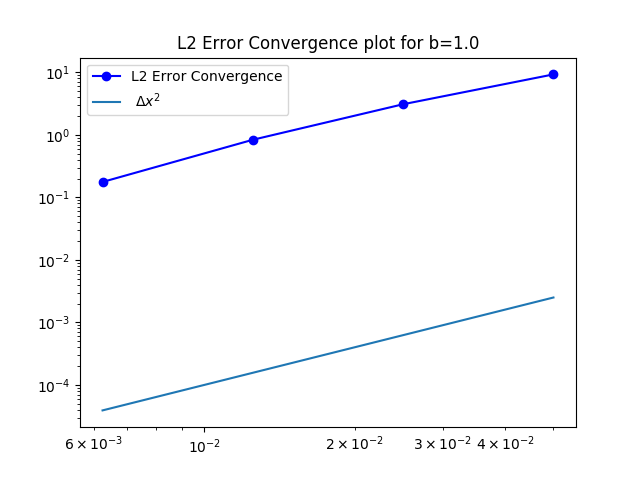 L2 Error Convergence plot for b=1.0
L2 Error Convergence
Δx²
10¹
10⁰
10⁻¹
10⁻²
10⁻³
10⁻⁴
6 × 10⁻³
10⁻²
2 × 10⁻²
3 × 10⁻²
4 × 10⁻²